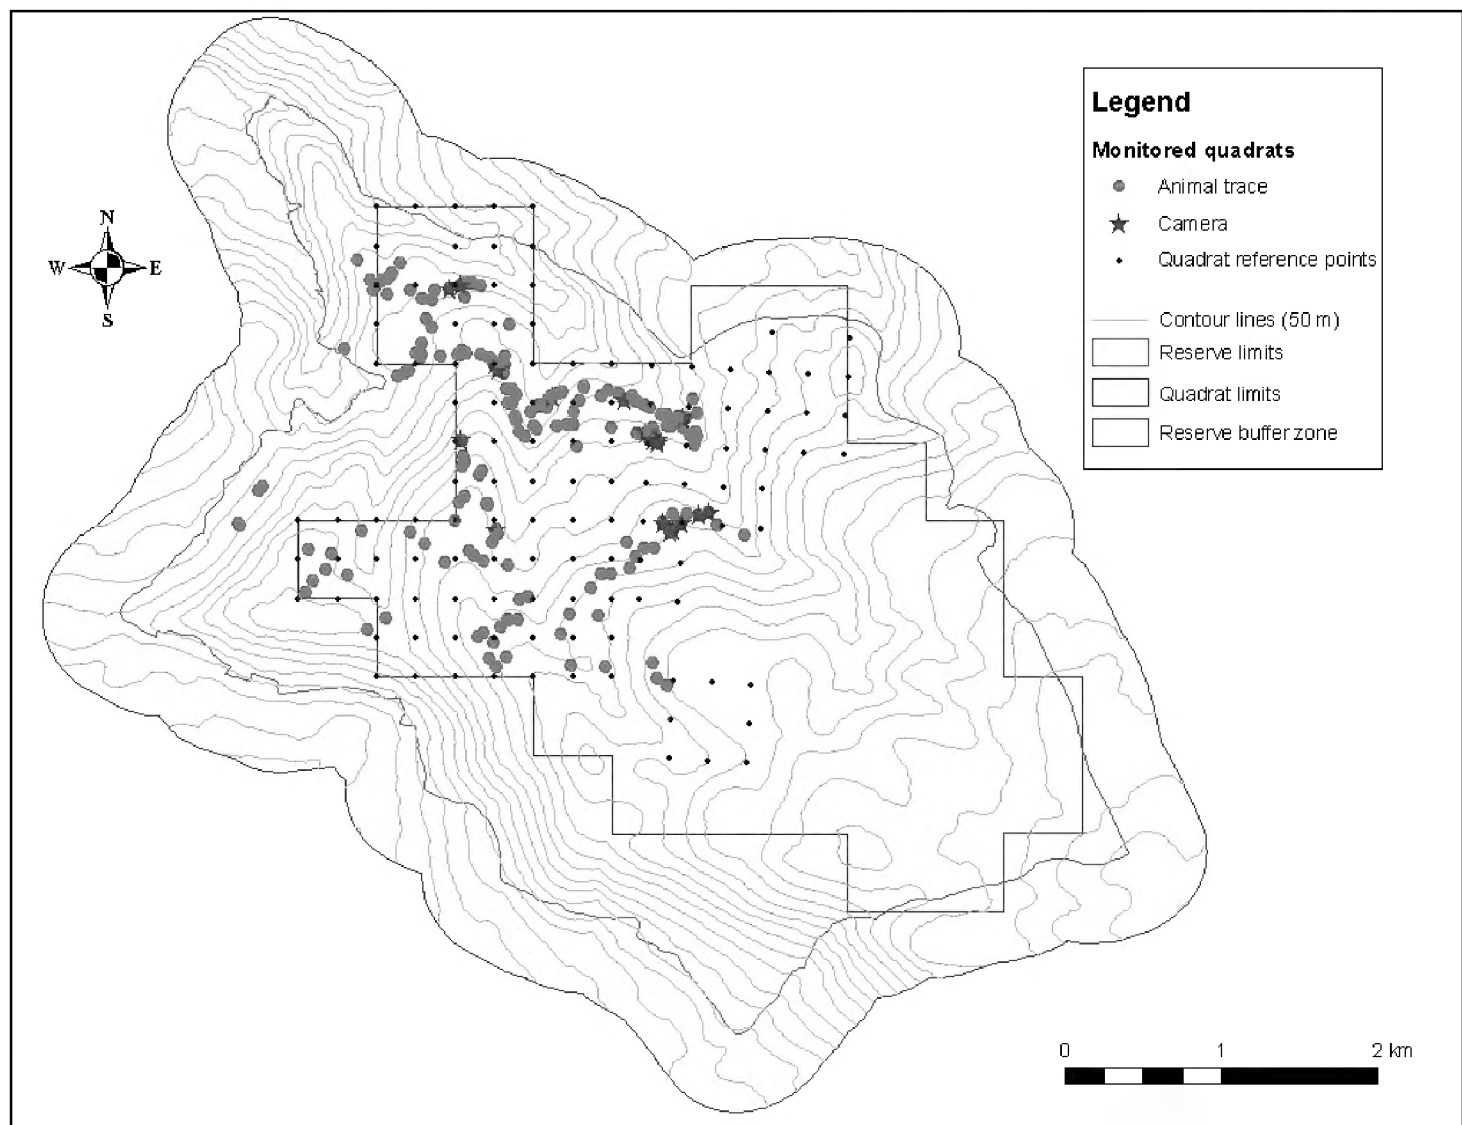 Legend
Monitored quadrats
Animal trace
Camera
Quadrat reference points
Contour lines (50 m)
Reserve limits
Quadrat limits
Reserve buffer zone
N
W E
S
0 1 2 km